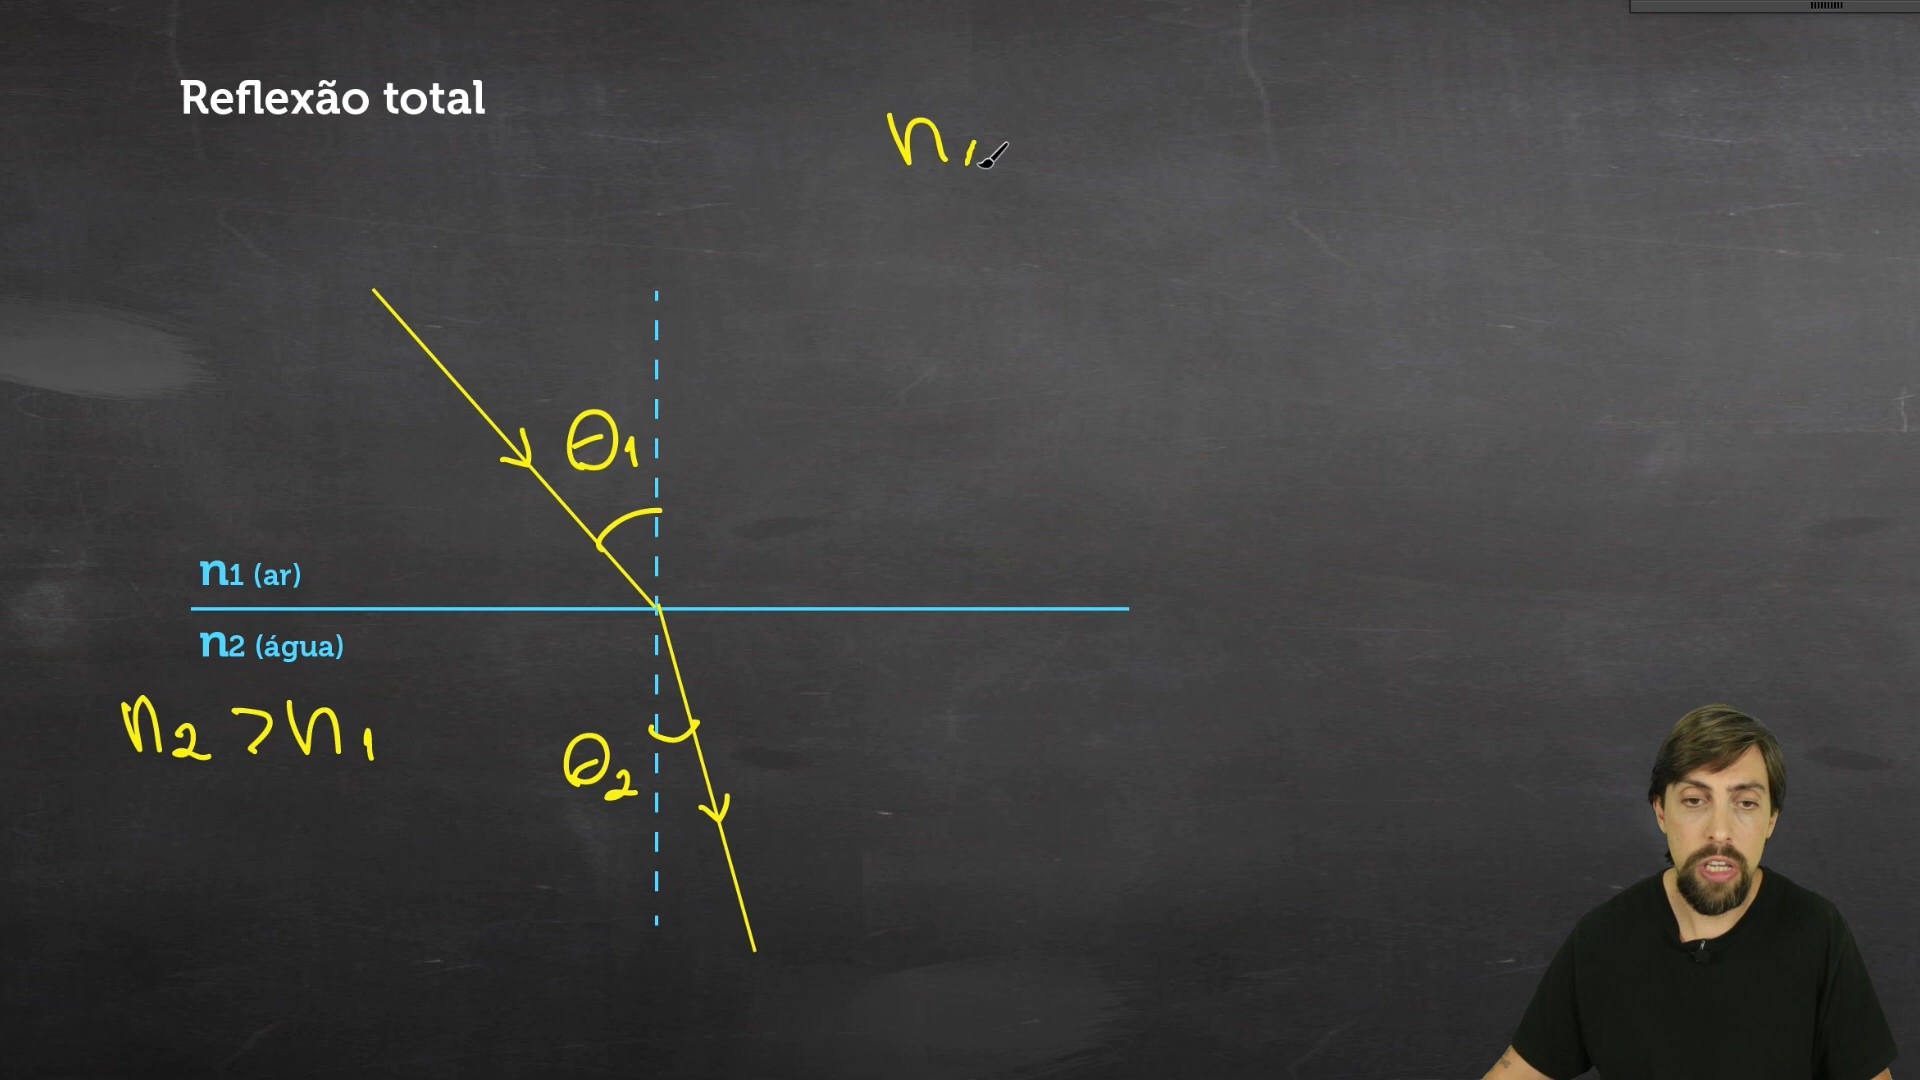 Reflexão total
n₁
θ₁
n1 (ar)
n2 (água)
n₂ > n₁
θ₂